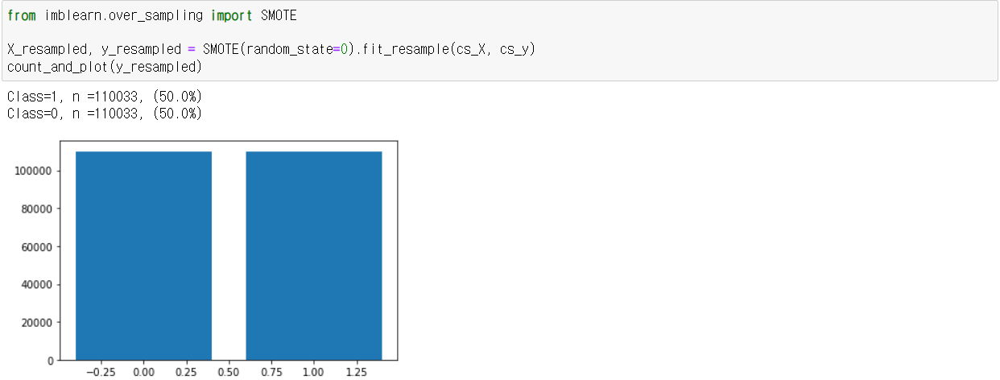 from imblearn.over_sampling import SMOTE
X_resampled, y_resampled = SMOTE(random_state=0).fit_resample(cs_X, cs_y)
count_and_plot(y_resampled)
Class=1, n =110033, (50.0%)
Class=0, n =110033, (50.0%)
100000
80000
60000
40000
20000
0
−0.25 0.00 0.25 0.50 0.75 1.00 1.25